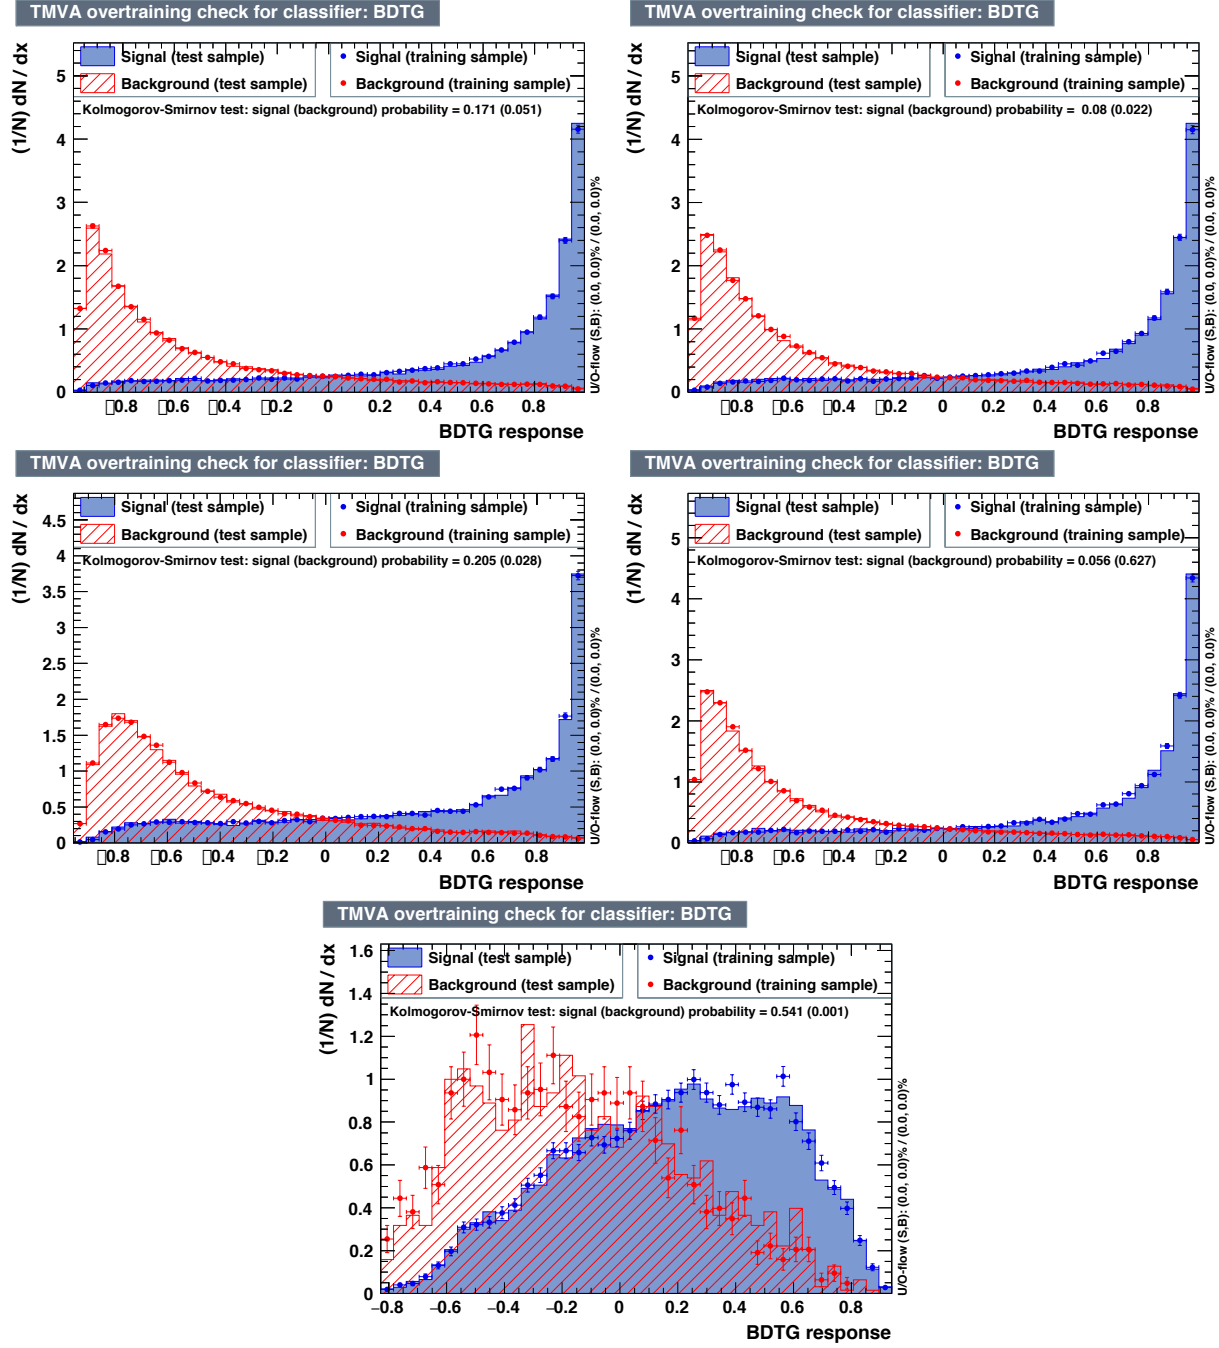 TMVA overtraining check for classifier: BDTG
Signal (test sample)
Background (test sample)
Signal (training sample)
Background (training sample)
Kolmogorov-Smirnov test: signal (background) probability = 0.171 (0.051)
(1/N) dN / dx
5
4
3
2
1
0
▯0.8 ▯0.6 ▯0.4 ▯0.2 0 0.2 0.4 0.6 0.8
BDTG response
U/O-flow (S,B): (0.0, 0.0)% / (0.0, 0.0)%
TMVA overtraining check for classifier: BDTG
Signal (test sample)
Background (test sample)
Signal (training sample)
Background (training sample)
Kolmogorov-Smirnov test: signal (background) probability = 0.08 (0.022)
(1/N) dN / dx
5
4
3
2
1
0
▯0.8 ▯0.6 ▯0.4 ▯0.2 0 0.2 0.4 0.6 0.8
BDTG response
U/O-flow (S,B): (0.0, 0.0)% / (0.0, 0.0)%
TMVA overtraining check for classifier: BDTG
Signal (test sample)
Background (test sample)
Signal (training sample)
Background (training sample)
Kolmogorov-Smirnov test: signal (background) probability = 0.205 (0.028)
(1/N) dN / dx
4.5
4
3.5
3
2.5
2
1.5
1
0.5
0
▯0.8 ▯0.6 ▯0.4 ▯0.2 0 0.2 0.4 0.6 0.8
BDTG response
U/O-flow (S,B): (0.0, 0.0)% / (0.0, 0.0)%
TMVA overtraining check for classifier: BDTG
Signal (test sample)
Background (test sample)
Signal (training sample)
Background (training sample)
Kolmogorov-Smirnov test: signal (background) probability = 0.056 (0.627)
(1/N) dN / dx
5
4
3
2
1
0
▯0.8 ▯0.6 ▯0.4 ▯0.2 0 0.2 0.4 0.6 0.8
BDTG response
U/O-flow (S,B): (0.0, 0.0)% / (0.0, 0.0)%
TMVA overtraining check for classifier: BDTG
Signal (test sample)
Background (test sample)
Signal (training sample)
Background (training sample)
Kolmogorov-Smirnov test: signal (background) probability = 0.541 (0.001)
(1/N) dN / dx
1.6
1.4
1.2
1
0.8
0.6
0.4
0.2
0
−0.8 −0.6 −0.4 −0.2 0 0.2 0.4 0.6 0.8
BDTG response
U/O-flow (S,B): (0.0, 0.0)% / (0.0, 0.0)%